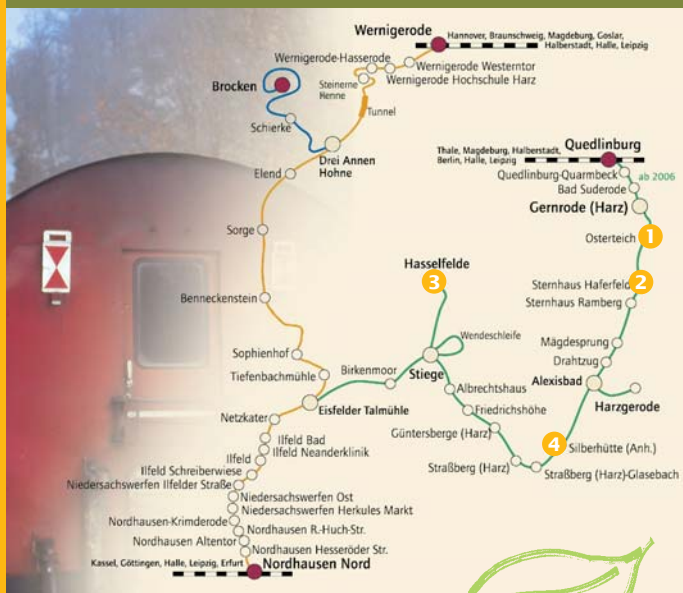 Wernigerode
Hannover, Braunschweig, Magdeburg, Goslar,
Halberstadt, Halle, Leipzig
Wernigerode-Hasserode
Wernigerode Westerntor
Wernigerode Hochschule Harz
Steinerne
Renne
Brocken
Tunnel
Schierke
Drei Annen
Hohne
Elend
Sorge
Benneckenstein
Sophienhof
Tiefenbachmühle
Birkenmoor
Eisfelder Talmühle
Netzkater
Ilfeld Bad
Ilfeld Neanderklinik
Ilfeld
Ilfeld Schreiberwiese
Niedersachswerfen Ilfelder Straße
Niedersachswerfen Ost
Niedersachswerfen Herkules Markt
Nordhausen-Krimderode
Nordhausen R.-Huch-Str.
Nordhausen Altentor
Nordhausen Hesseröder Str.
Kassel, Göttingen, Halle, Leipzig, Erfurt
Nordhausen Nord
Quedlinburg
Thale, Magdeburg, Halberstadt,
Berlin, Halle, Leipzig
Quedlinburg-Quarmbeck
ab 2006
Bad Suderode
Gernrode (Harz)
Osterteich
1
Sternhaus Haferfeld
2
Sternhaus Ramberg
Mägdesprung
Drahtzug
Alexisbad
Harzgerode
Hasselfelde
3
Wendeschleife
Stiege
Albrechtshaus
Friedrichshöhe
Güntersberge (Harz)
4
Silberhütte (Anh.)
Straßberg (Harz)
Straßberg (Harz)-Glasebach